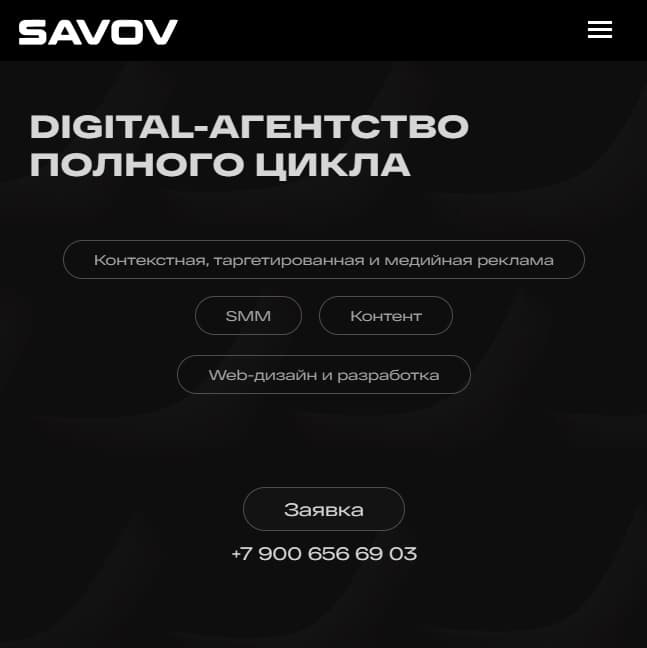 SAVOV
DIGITAL-АГЕНТСТВО
ПОЛНОГО ЦИКЛА
Контекстная, таргетированная и медийная реклама
SMM
Контент
Web-дизайн и разработка
Заявка
+7 900 656 69 03